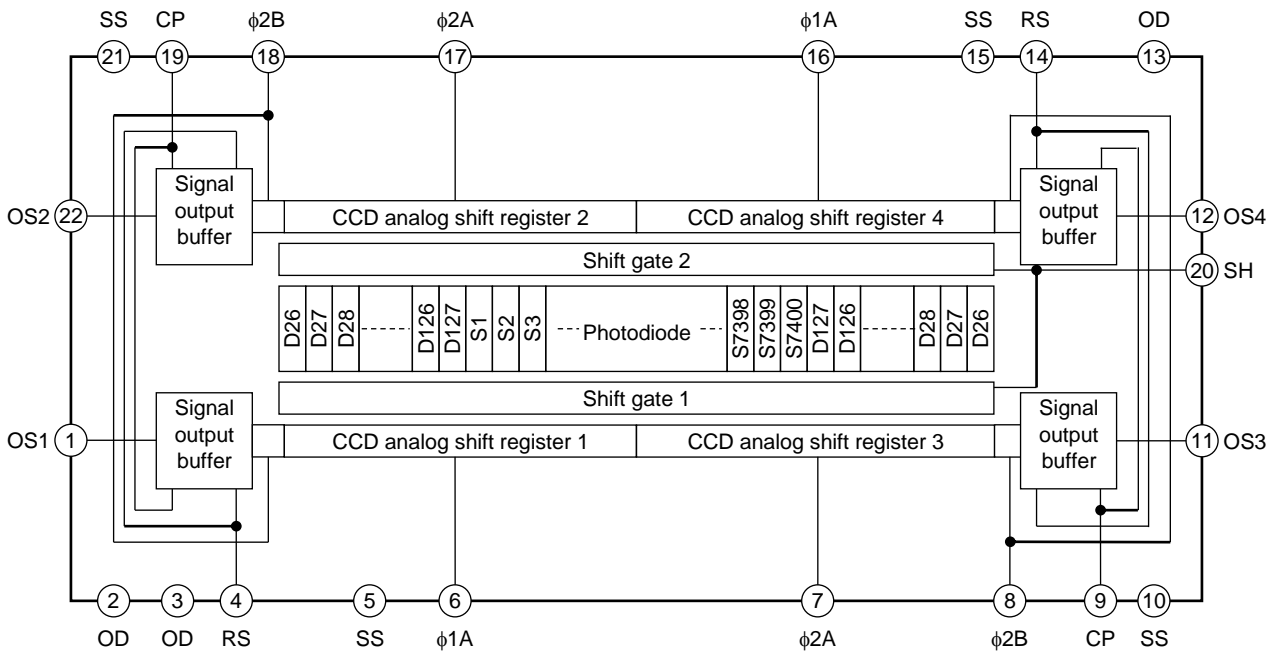 SS CP ϕ2B ϕ2A ϕ1A SS RS OD
21 19 18 17 16 15 14 13
Signal
output
buffer
Signal
output
buffer
OS2 22 CCD analog shift register 2 CCD analog shift register 4 12 OS4
Shift gate 2 20 SH
D26 D27 D28 D126 D127 S1 S2 S3 Photodiode S7398 S7399 S7400 D127 D126 D28 D27 D26
Shift gate 1
Signal
output
buffer
Signal
output
buffer
OS1 1 CCD analog shift register 1 CCD analog shift register 3 11 OS3
2 3 4 5 6 7 8 9 10
OD OD RS SS ϕ1A ϕ2A ϕ2B CP SS